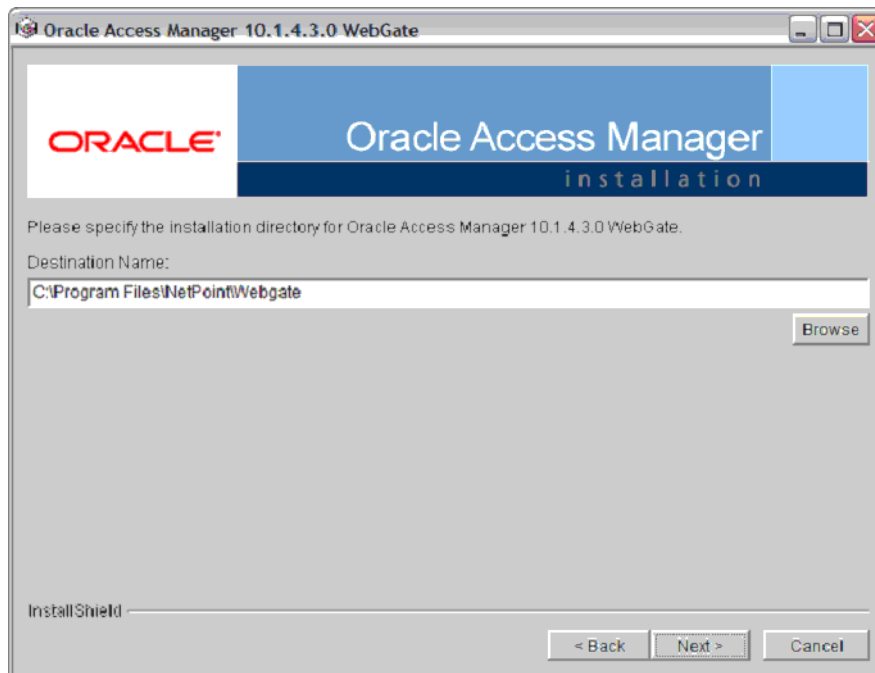 Oracle Access Manager 10.1.4.3.0 WebGate
ORACLE®
Oracle Access Manager
installation
Please specify the installation directory for Oracle Access Manager 10.1.4.3.0 WebGate.
Destination Name:
C:\Program Files\NetPoint\Webgate
Browse
InstallShield
< Back Next > Cancel